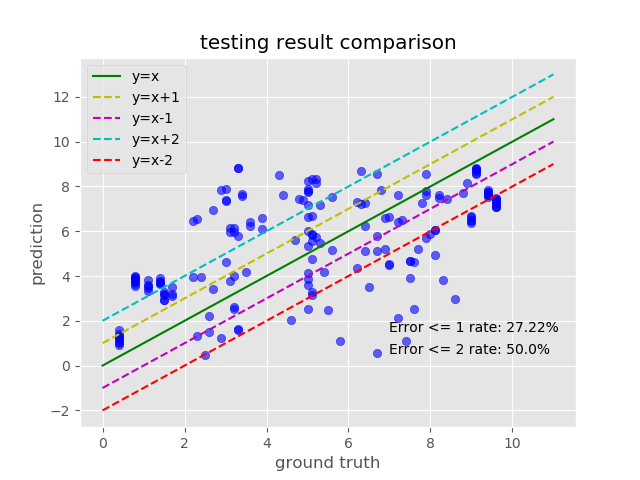 testing result comparison
y=x
y=x+1
y=x-1
y=x+2
y=x-2
12
10
8
6
4
2
0
−2
prediction
Error <= 1 rate: 27.22%
Error <= 2 rate: 50.0%
0 2 4 6 8 10
ground truth